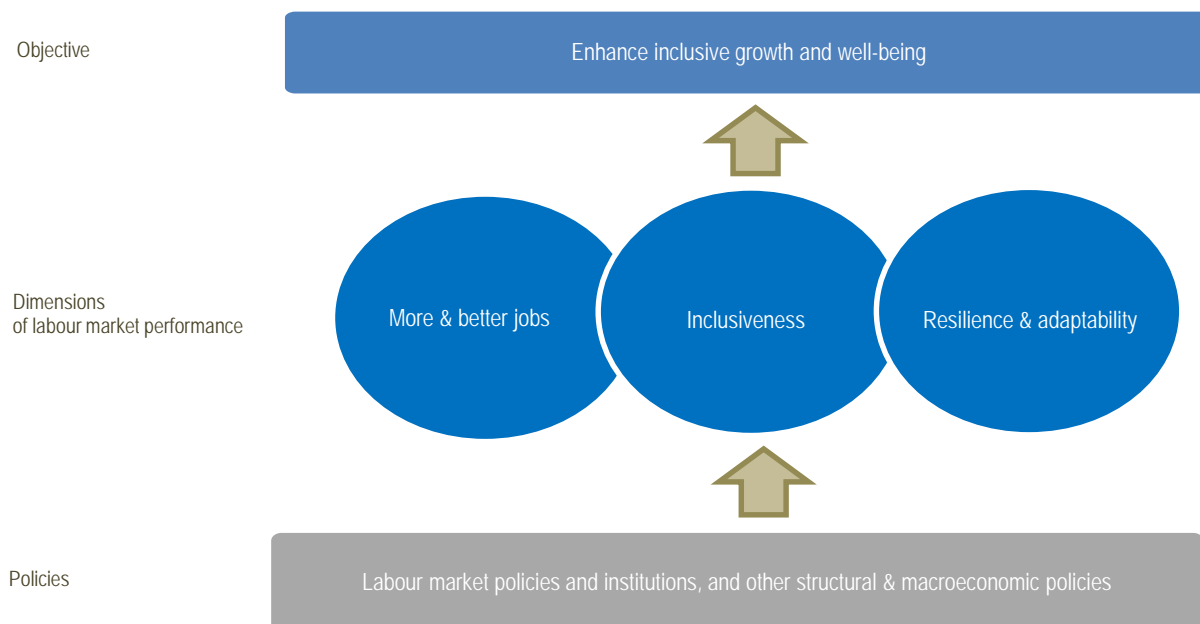 Objective
Enhance inclusive growth and well-being
Dimensions
of labour market performance
More & better jobs
Inclusiveness
Resilience & adaptability
Policies
Labour market policies and institutions, and other structural & macroeconomic policies